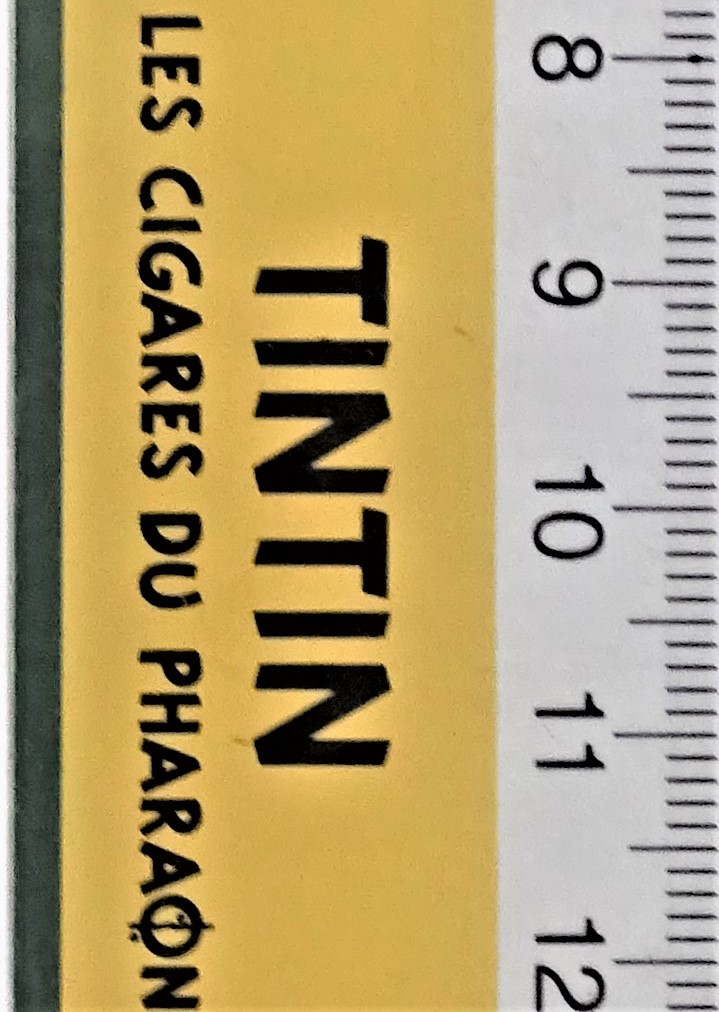 TINTIN
LES CIGARES DU PHARAON
8
9
10
11
12